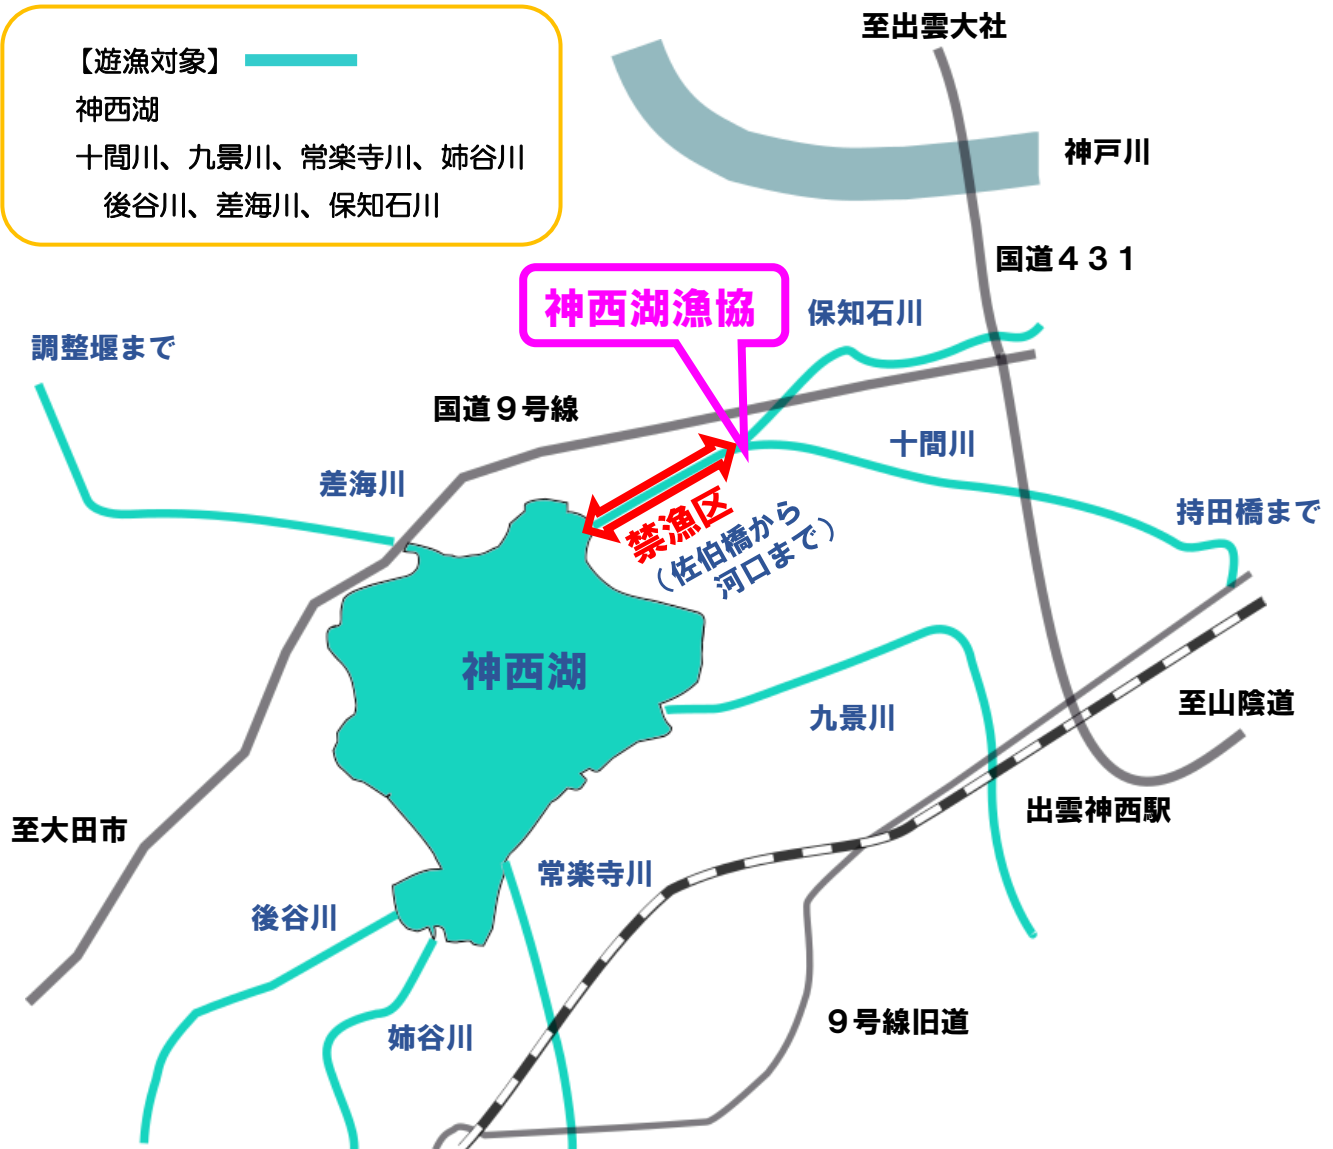 【遊漁対象】
神西湖
十間川、九景川、常楽寺川、姉谷川
後谷川、差海川、保知石川
至出雲大社
神戸川
国道４３１
神西湖漁協
保知石川
調整堰まで
国道９号線
十間川
差海川
持田橋まで
禁漁区
（佐伯橋から
河口まで）
神西湖
九景川
至山陰道
出雲神西駅
至大田市
常楽寺川
後谷川
９号線旧道
姉谷川